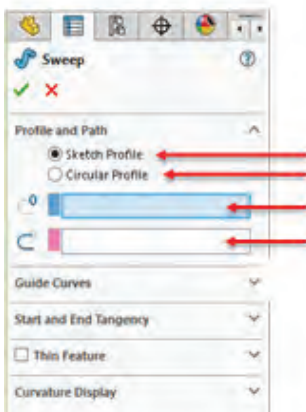 Sweep
Profile and Path
Sketch Profile
Circular Profile
Guide Curves
Start and End Tangency
Thin Feature
Curvature Display